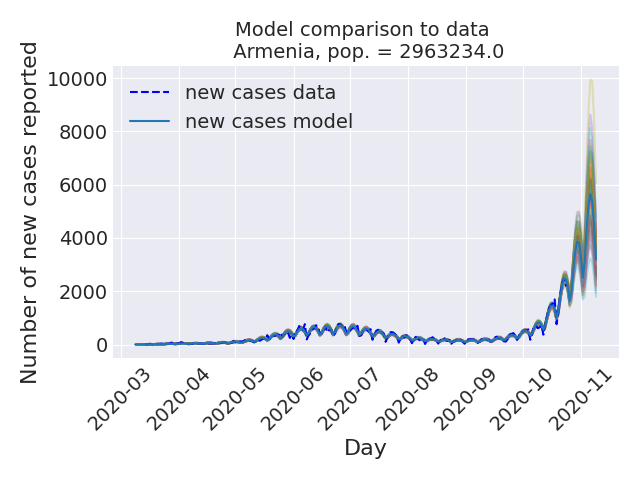 Model comparison to data
Armenia, pop. = 2963234.0
Number of new cases reported
10000
8000
6000
4000
2000
0
new cases data
new cases model
2020-03
2020-04
2020-05
2020-06
2020-07
2020-08
2020-09
2020-10
2020-11
Day